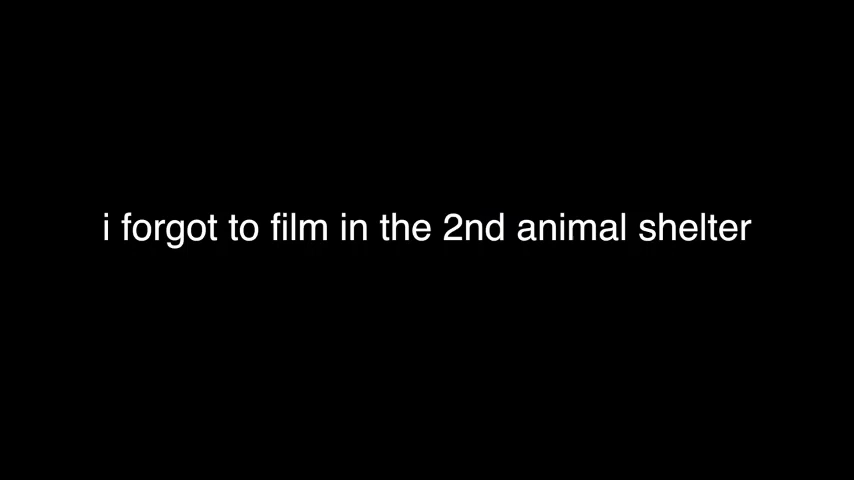 i forgot to film in the 2nd animal shelter